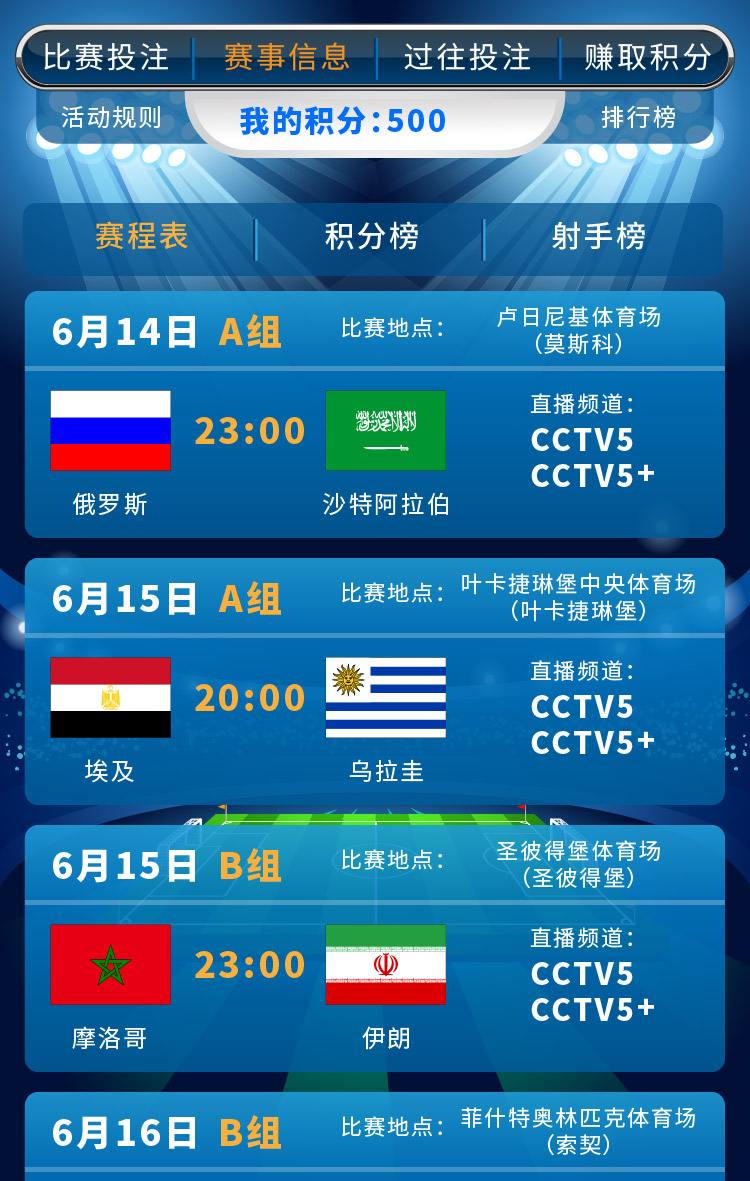 比赛投注 赛事信息 过往投注 赚取积分
活动规则 我的积分:500 排行榜
赛程表 积分榜 射手榜
6月14日 A组 比赛地点: 卢日尼基体育场
(莫斯科)
23:00 直播频道:
CCTV5
CCTV5+
俄罗斯 沙特阿拉伯
6月15日 A组 比赛地点: 叶卡捷琳堡中央体育场
(叶卡捷琳堡)
20:00 直播频道:
CCTV5
CCTV5+
埃及 乌拉圭
6月15日 B组 比赛地点: 圣彼得堡体育场
(圣彼得堡)
23:00 直播频道:
CCTV5
CCTV5+
摩洛哥 伊朗
6月16日 B组 比赛地点: 菲什特奥林匹克体育场
(索契)